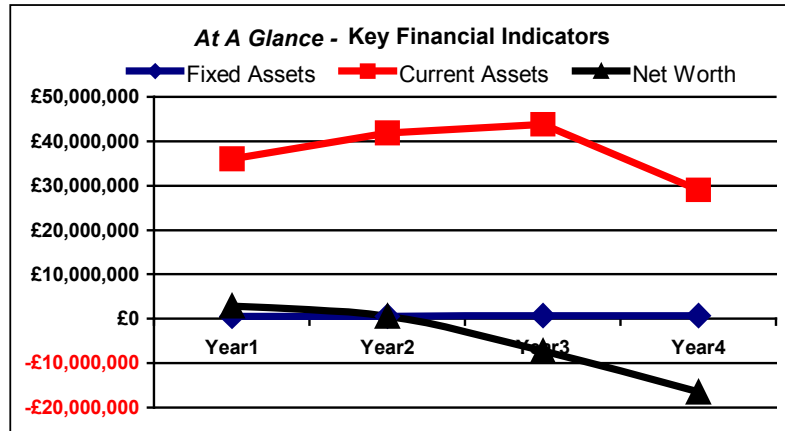 At A Glance - Key Financial Indicators
Fixed Assets Current Assets Net Worth
£50,000,000
£40,000,000
£30,000,000
£20,000,000
£10,000,000
£0
Year1 Year2 Year3 Year4
-£10,000,000
-£20,000,000